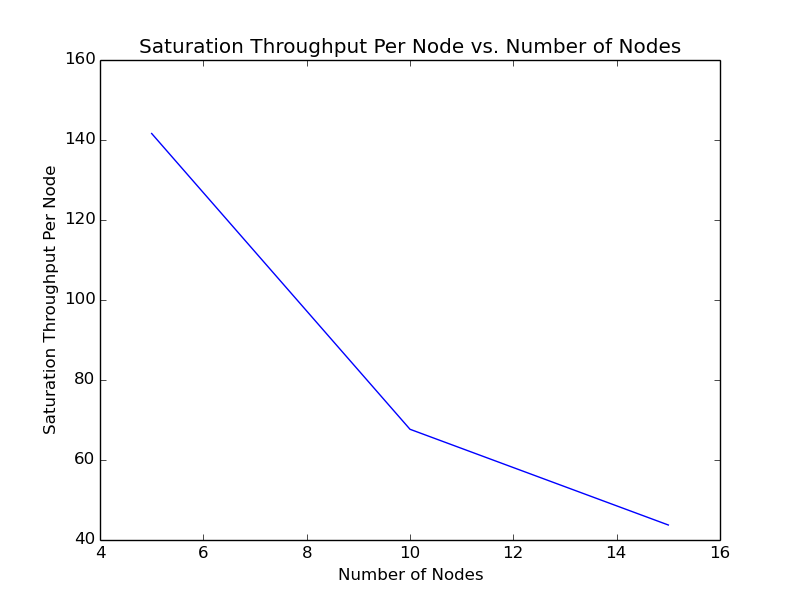 Saturation Throughput Per Node vs. Number of Nodes
160
140
120
100
80
60
40
Saturation Throughput Per Node
4 6 8 10 12 14 16
Number of Nodes